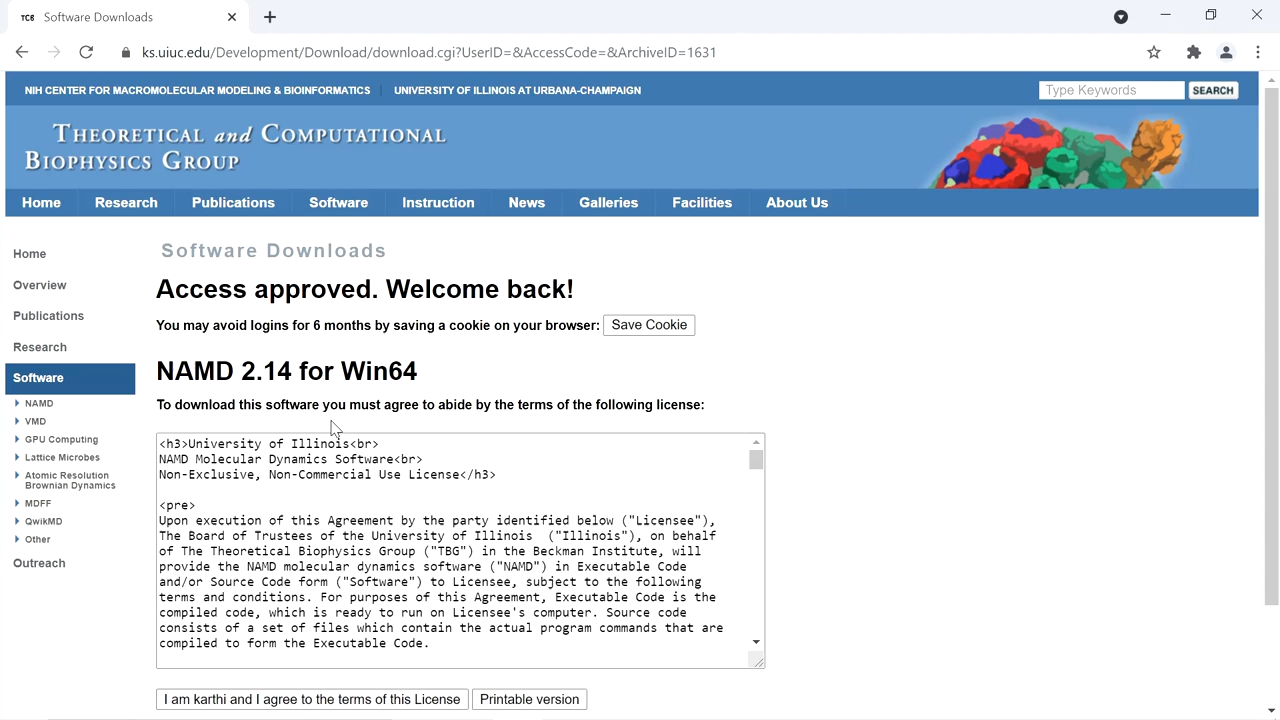 TCB Software Downloads
ks.uiuc.edu/Development/Download/download.cgi?UserID=&AccessCode=&ArchiveID=1631
NIH CENTER FOR MACROMOLECULAR MODELING & BIOINFORMATICS UNIVERSITY OF ILLINOIS AT URBANA-CHAMPAIGN
Type Keywords SEARCH
THEORETICAL and COMPUTATIONAL
BIOPHYSICS GROUP
Home Research Publications Software Instruction News Galleries Facilities About Us
Home
Overview
Publications
Research
Software
NAMD
VMD
GPU Computing
Lattice Microbes
Atomic Resolution
Brownian Dynamics
MDFF
QwikMD
Other
Outreach
Software Downloads
Access approved. Welcome back!
You may avoid logins for 6 months by saving a cookie on your browser: Save Cookie
NAMD 2.14 for Win64
To download this software you must agree to abide by the terms of the following license:
<h3>University of Illinois<br>
NAMD Molecular Dynamics Software<br>
Non-Exclusive, Non-Commercial Use License</h3>
<pre>
Upon execution of this Agreement by the party identified below ("Licensee"),
The Board of Trustees of the University of Illinois ("Illinois"), on behalf
of The Theoretical Biophysics Group ("TBG") in the Beckman Institute, will
provide the NAMD molecular dynamics software ("NAMD") in Executable Code
and/or Source Code form ("Software") to Licensee, subject to the following
terms and conditions. For purposes of this Agreement, Executable Code is the
compiled code, which is ready to run on Licensee's computer. Source code
consists of a set of files which contain the actual program commands that are
compiled to form the Executable Code.
I am karthi and I agree to the terms of this License Printable version